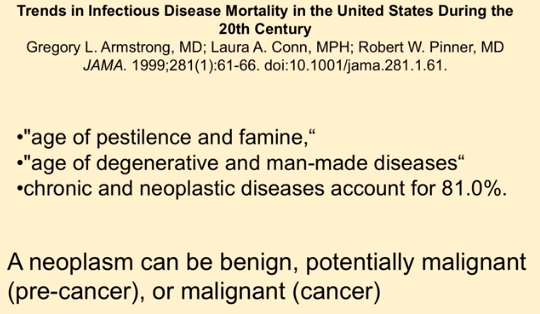 Trends in Infectious Disease Mortality in the United States During the
20th Century
Gregory L. Armstrong, MD; Laura A. Conn, MPH; Robert W. Pinner, MD
JAMA. 1999;281(1):61-66. doi:10.1001/jama.281.1.61.
•"age of pestilence and famine,“
•"age of degenerative and man-made diseases“
•chronic and neoplastic diseases account for 81.0%.
A neoplasm can be benign, potentially malignant
(pre-cancer), or malignant (cancer)